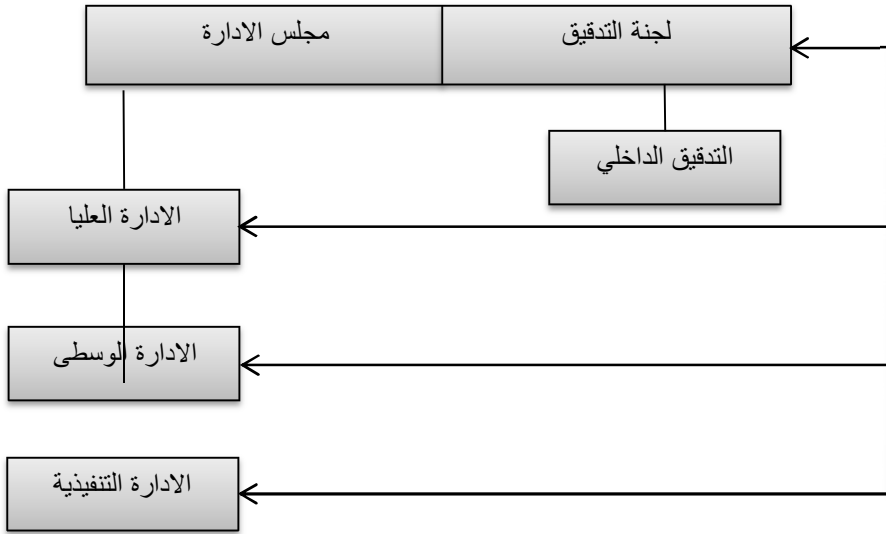 لجنة التدقيق
مجلس الادارة
التدقيق الداخلي
الادارة العليا
الادارة الوسطى
الادارة التنفيذية